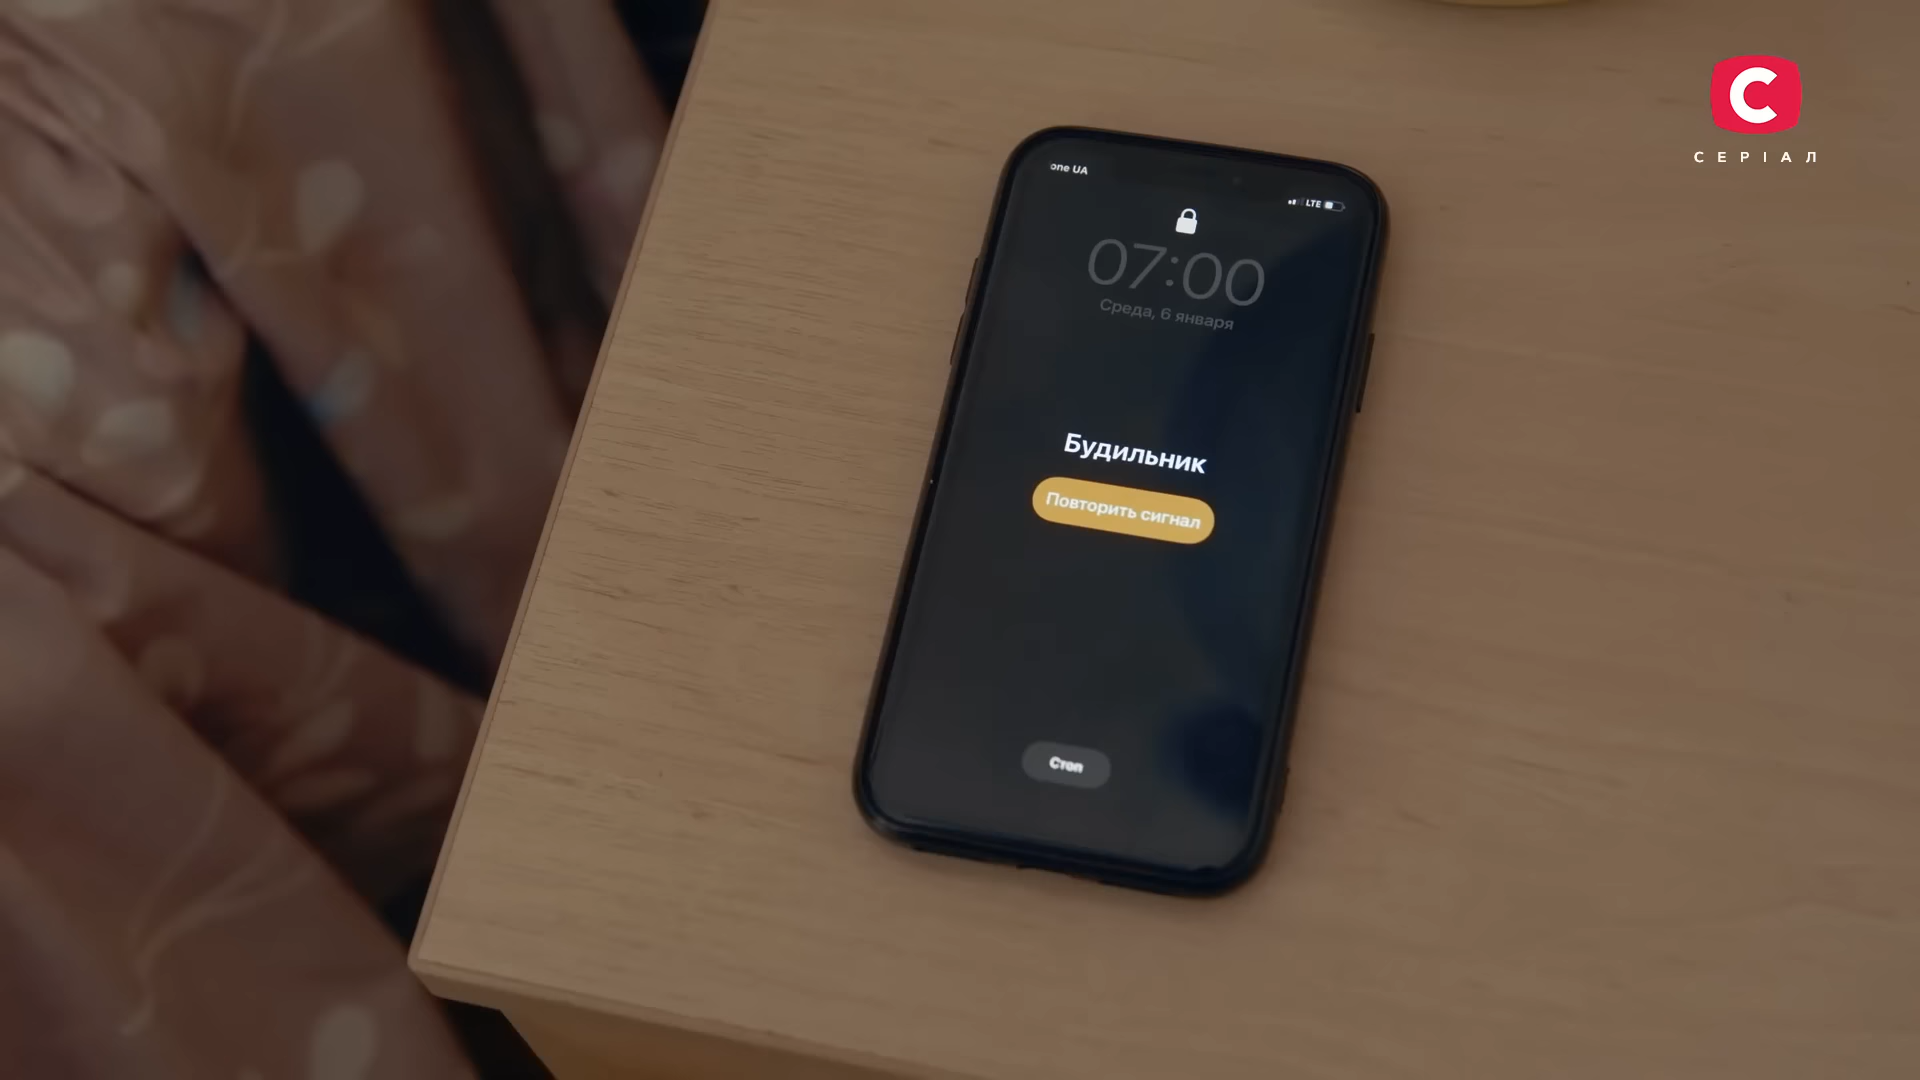 one UA
LTE
07:00
Среда, 6 января
Будильник
Повторить сигнал
Стоп
С
СЕРІАЛ